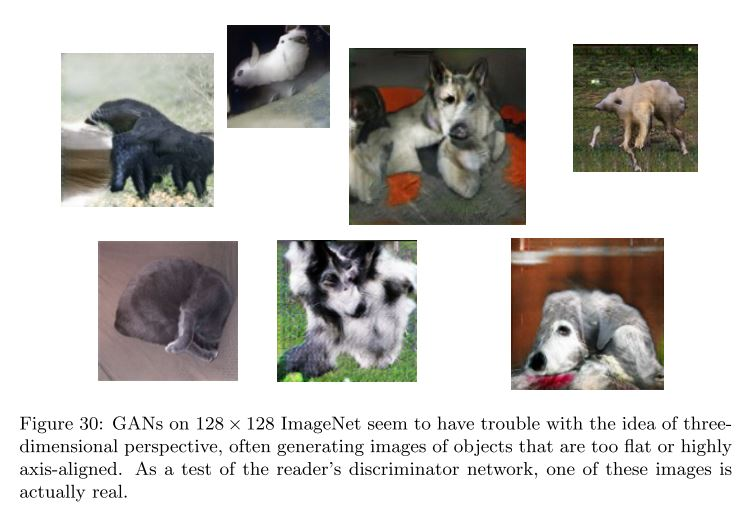 Figure 30: GANs on 128 × 128 ImageNet seem to have trouble with the idea of three-
dimensional perspective, often generating images of objects that are too flat or highly
axis-aligned. As a test of the reader's discriminator network, one of these images is
actually real.